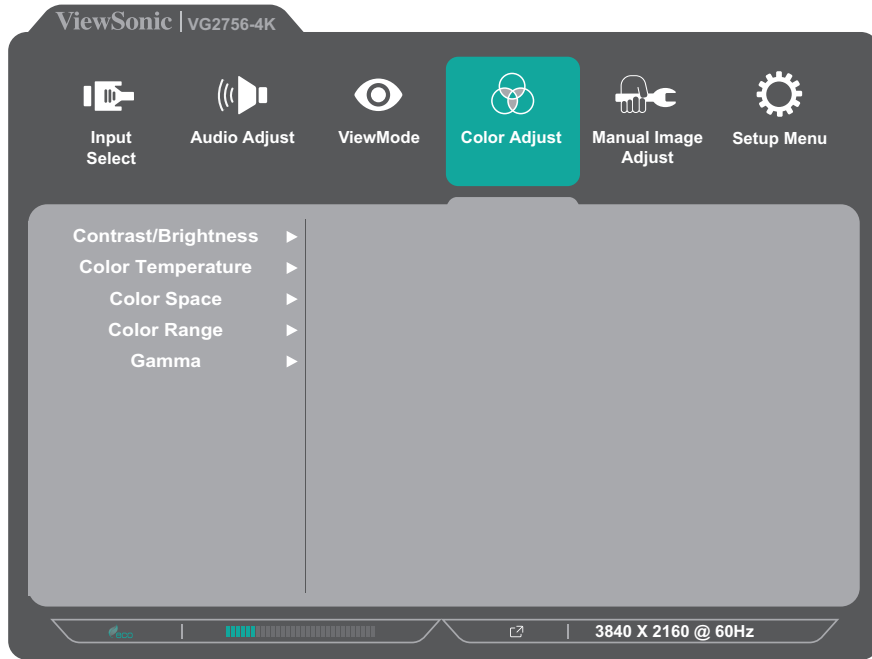 ViewSonic | VG2756-4K
Input
Select
Audio Adjust
ViewMode
Color Adjust
Manual Image
Adjust
Setup Menu
Contrast/Brightness
Color Temperature
Color Space
Color Range
Gamma
eco
3840 X 2160 @ 60Hz